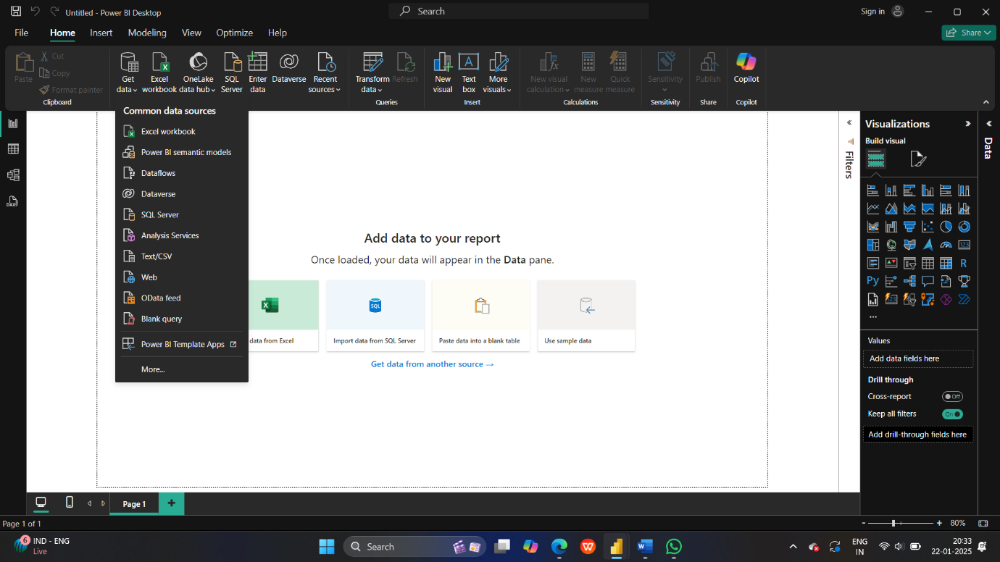 Untitled - Power BI Desktop
Search
Sign in
File Home Insert Modeling View Optimize Help
Share
Paste
Cut
Copy
Format painter
Clipboard
Get data
Excel workbook
OneLake data hub
SQL Server
Enter data
Dataverse
Recent sources
Transform data
Refresh
Queries
New visual
Text box
More visuals
Insert
New visual calculation
New measure
Quick measure
Calculations
Sensitivity
Sensitivity
Publish
Share
Copilot
Copilot
Common data sources
Excel workbook
Power BI semantic models
Dataflows
Dataverse
SQL Server
Analysis Services
Text/CSV
Web
OData feed
Blank query
Power BI Template Apps
More...
DAX
Add data to your report
Once loaded, your data will appear in the Data pane.
data from Excel
SQL
Import data from SQL Server
Paste data into a blank table
Use sample data
Get data from another source →
Filters
Visualizations
Build visual
123
R
Py
...
Values
Add data fields here
Drill through
Cross-report
Off
Keep all filters
On
Add drill-through fields here
Data
Page 1
+
Page 1 of 1
- + 80%
6
IND - ENG
Live
Search
ENG
IN
20:33
22-01-2025